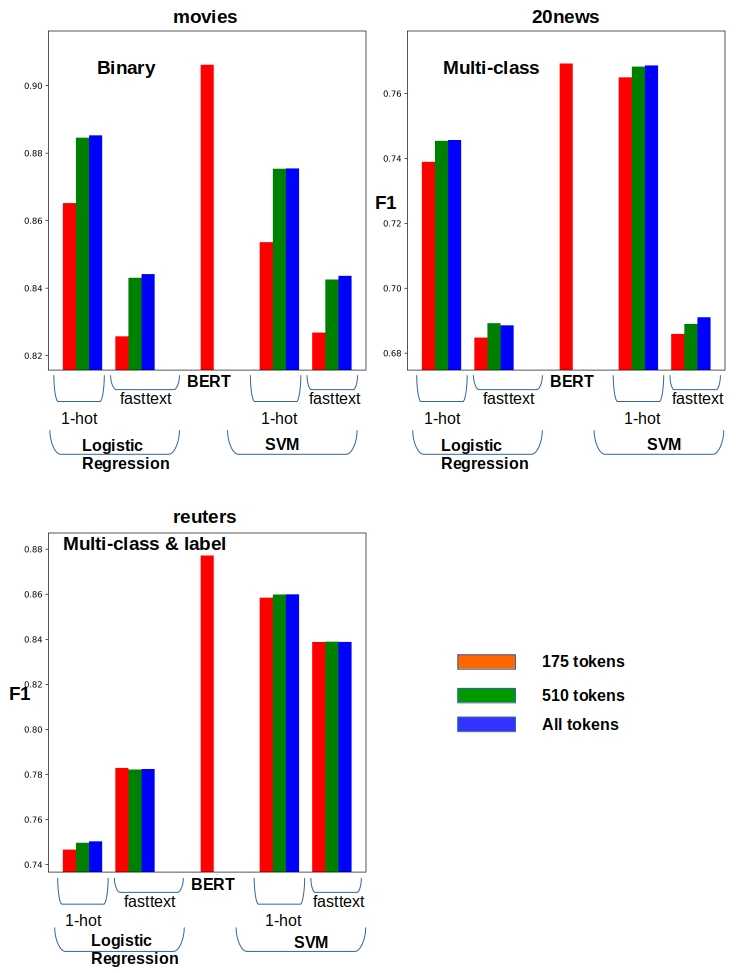 movies
Binary
0.90
0.88
0.86
0.84
0.82
1-hot
fasttext
Logistic
Regression
BERT
1-hot
fasttext
SVM
20news
Multi-class
F1
0.76
0.74
0.72
0.70
0.68
1-hot
fasttext
Logistic
Regression
BERT
1-hot
fasttext
SVM
reuters
Multi-class & label
F1
0.88
0.86
0.84
0.82
0.80
0.78
0.76
0.74
1-hot
fasttext
Logistic
Regression
BERT
1-hot
fasttext
SVM
175 tokens
510 tokens
All tokens